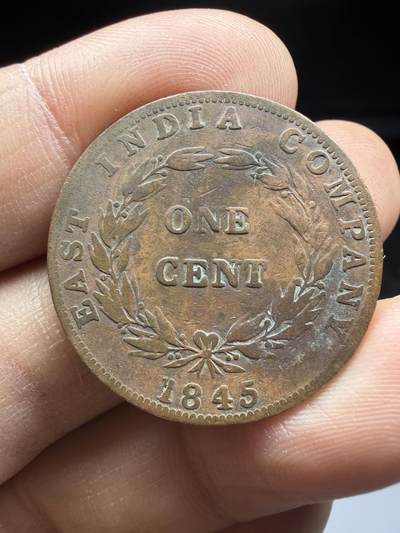 EAST INDIA COMPANY
ONE
CENT
1845